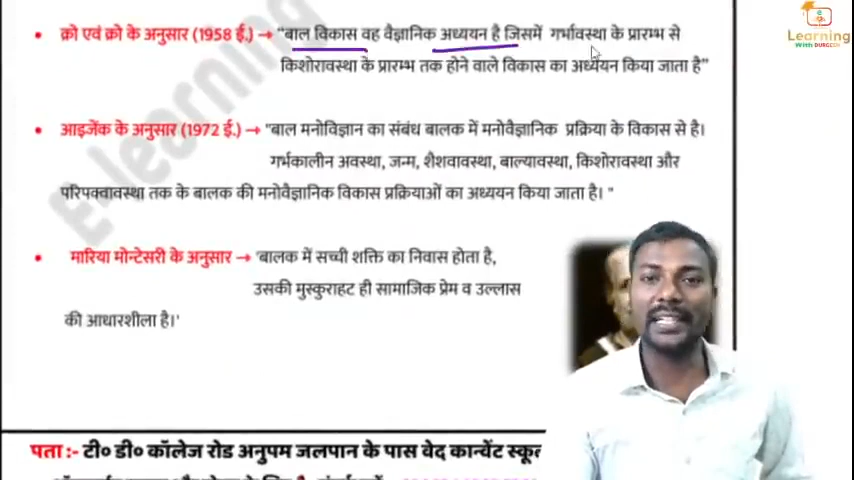 • क्रो एवं क्रो के अनुसार (1958 ई.) → "बाल विकास वह वैज्ञानिक अध्ययन है जिसमें गर्भावस्था के प्रारम्भ से
किशोरावस्था के प्रारम्भ तक होने वाले विकास का अध्ययन किया जाता है"
• आइजेंक के अनुसार (1972 ई.) → "बाल मनोविज्ञान का संबंध बालक में मनोवैज्ञानिक प्रक्रिया के विकास से है।
गर्भकालीन अवस्था, जन्म, शैशवावस्था, बाल्यावस्था, किशोरावस्था और
परिपक्वावस्था तक के बालक की मनोवैज्ञानिक विकास प्रक्रियाओं का अध्ययन किया जाता है। "
• मारिया मोन्टेसरी के अनुसार → 'बालक में सच्ची शक्ति का निवास होता है,
उसकी मुस्कुराहट ही सामाजिक प्रेम व उल्लास
की आधारशीला है।'
पता :- टी० डी० कॉलेज रोड अनुपम जलपान के पास वेद कान्वेंट स्कूल
E-learning
Learning
With DURGESH